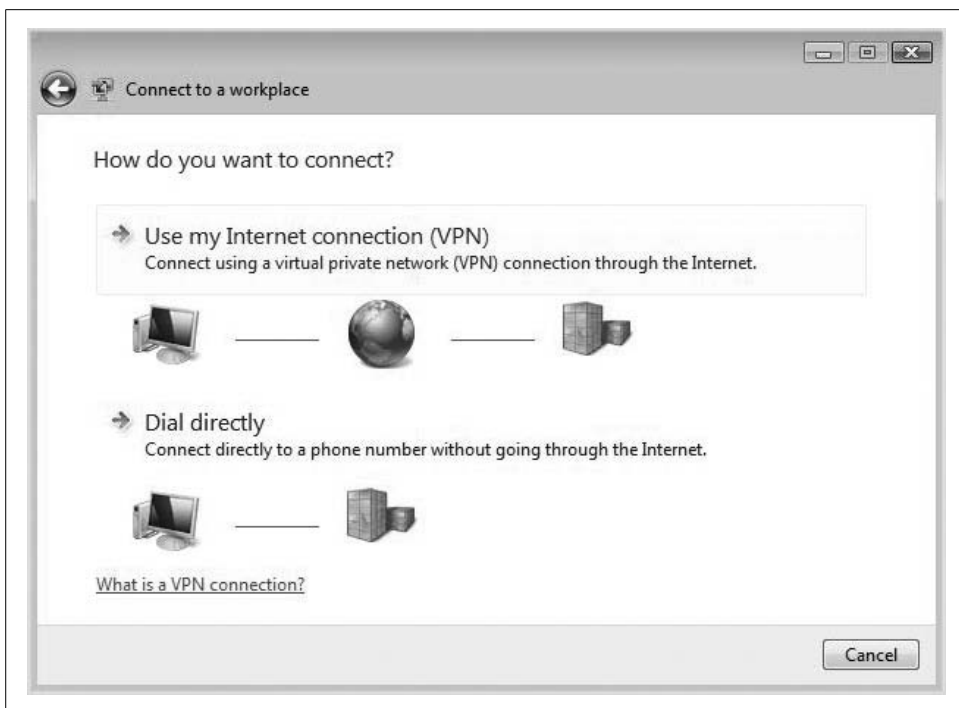 Connect to a workplace
How do you want to connect?
Use my Internet connection (VPN)
Connect using a virtual private network (VPN) connection through the Internet.
Dial directly
Connect directly to a phone number without going through the Internet.
What is a VPN connection?
Cancel